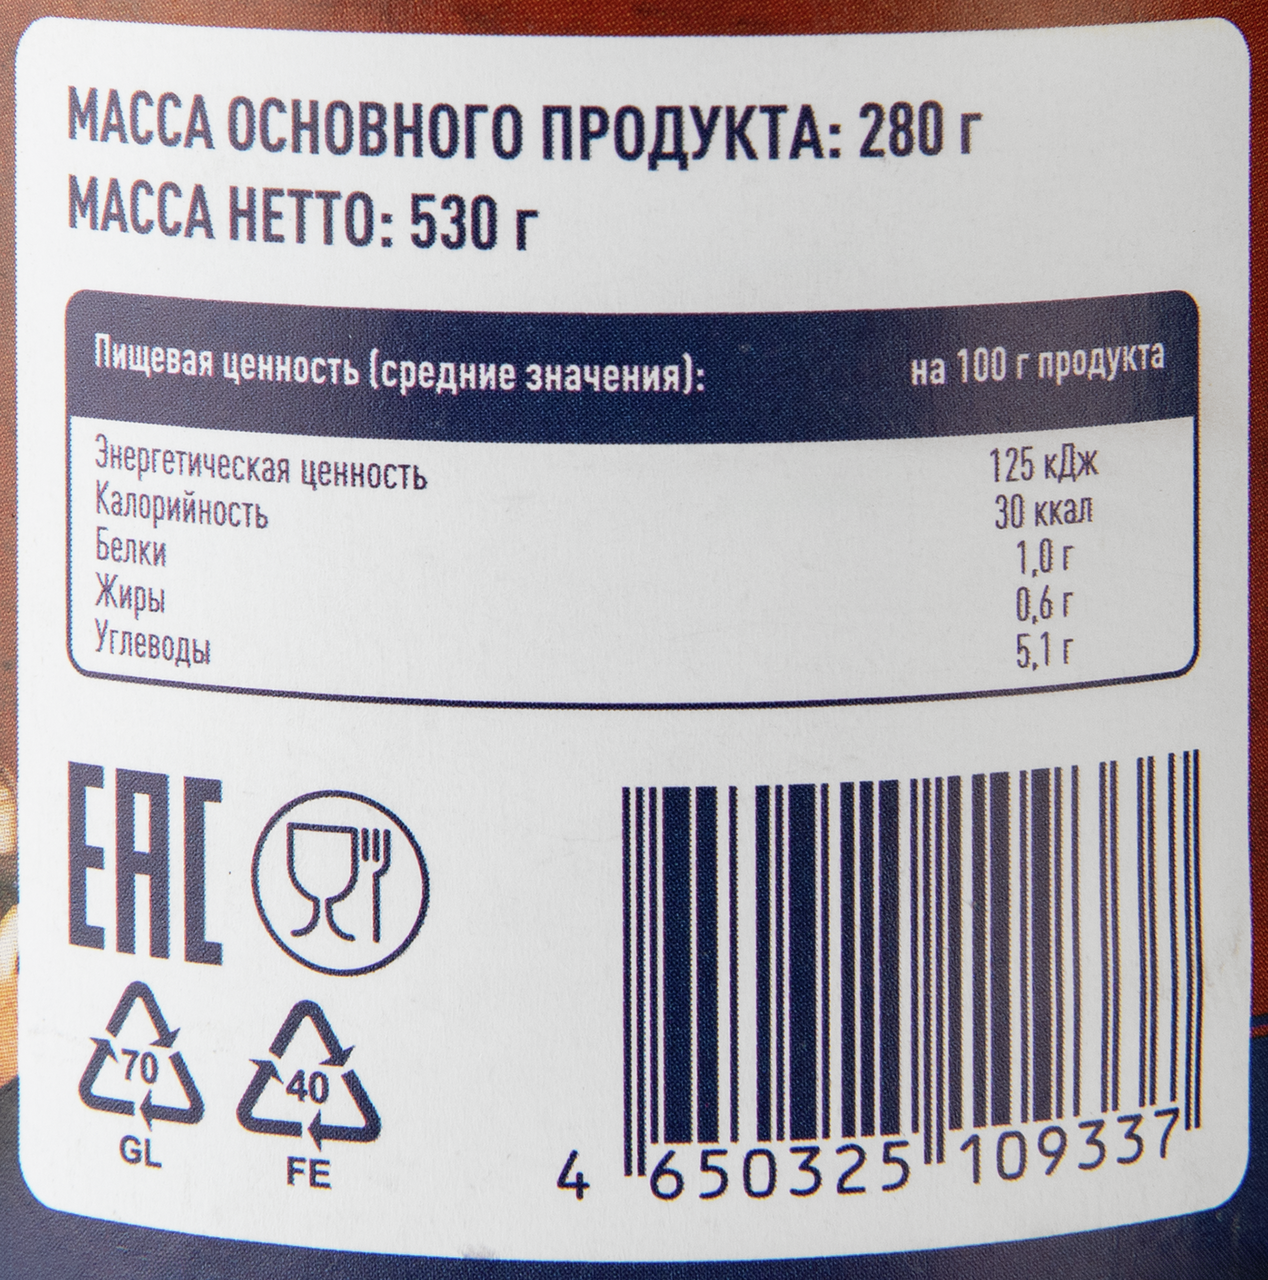 МАССА ОСНОВНОГО ПРОДУКТА: 280 г
МАССА НЕТТО: 530 г
Пищевая ценность (средние значения): на 100 г продукта
Энергетическая ценность 125 кДж
Калорийность 30 ккал
Белки 1,0 г
Жиры 0,6 г
Углеводы 5,1 г
EAC
70
GL
40
FE
4 650325 109337